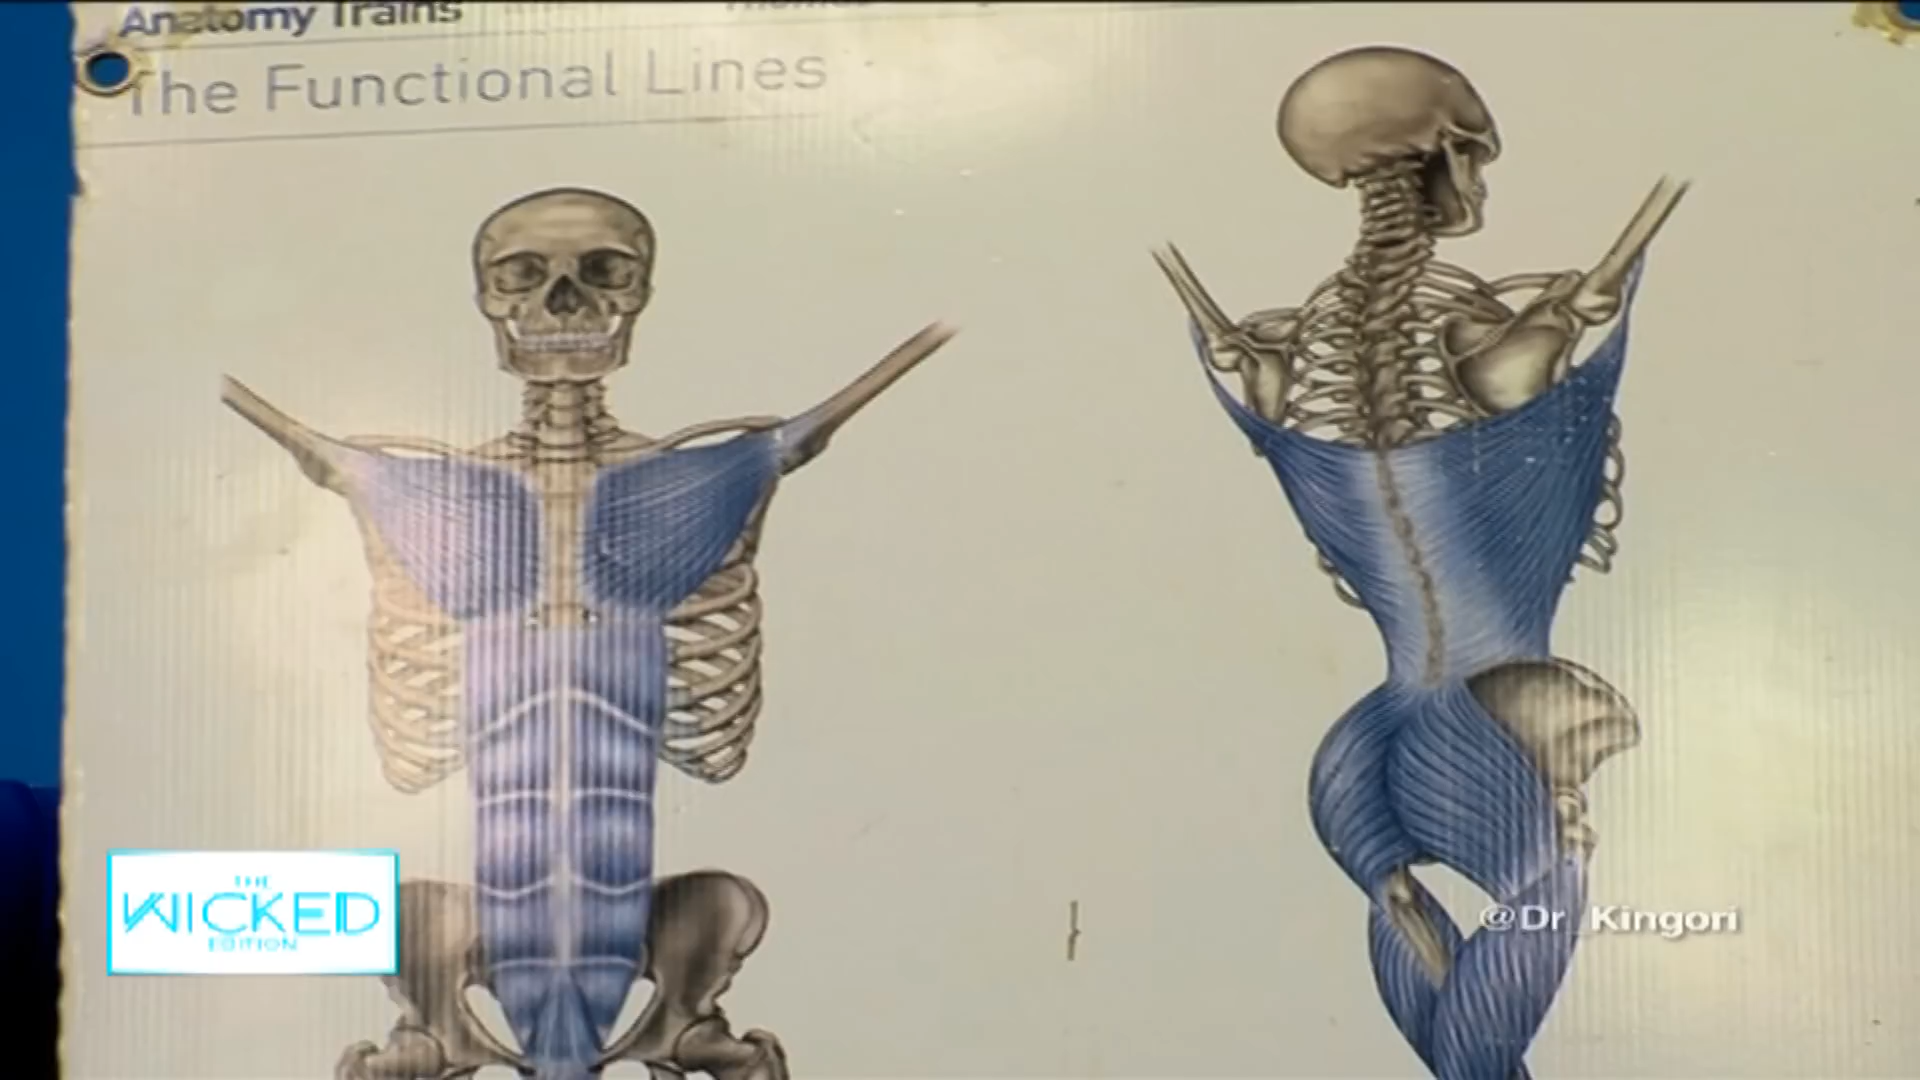 Anatomy Trains
The Functional Lines
THE
WICKED
EDITION
@Dr_Kingori